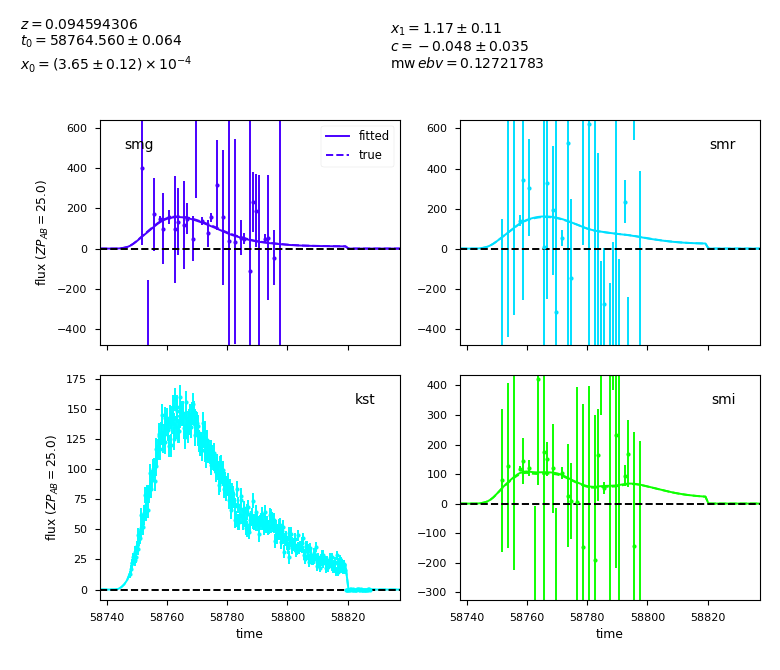 z = 0.094594306
t₀ = 58764.560 ± 0.064
x₀ = (3.65 ± 0.12) × 10⁻⁴
x₁ = 1.17 ± 0.11
c = −0.048 ± 0.035
mw ebv = 0.12721783
smg
fitted
true
600
400
200
0
−200
−400
flux (ZP_AB = 25.0)
smr
600
400
200
0
−200
−400
kst
175
150
125
100
75
50
25
0
flux (ZP_AB = 25.0)
58740 58760 58780 58800 58820
time
smi
400
300
200
100
0
−100
−200
−300
58740 58760 58780 58800 58820
time